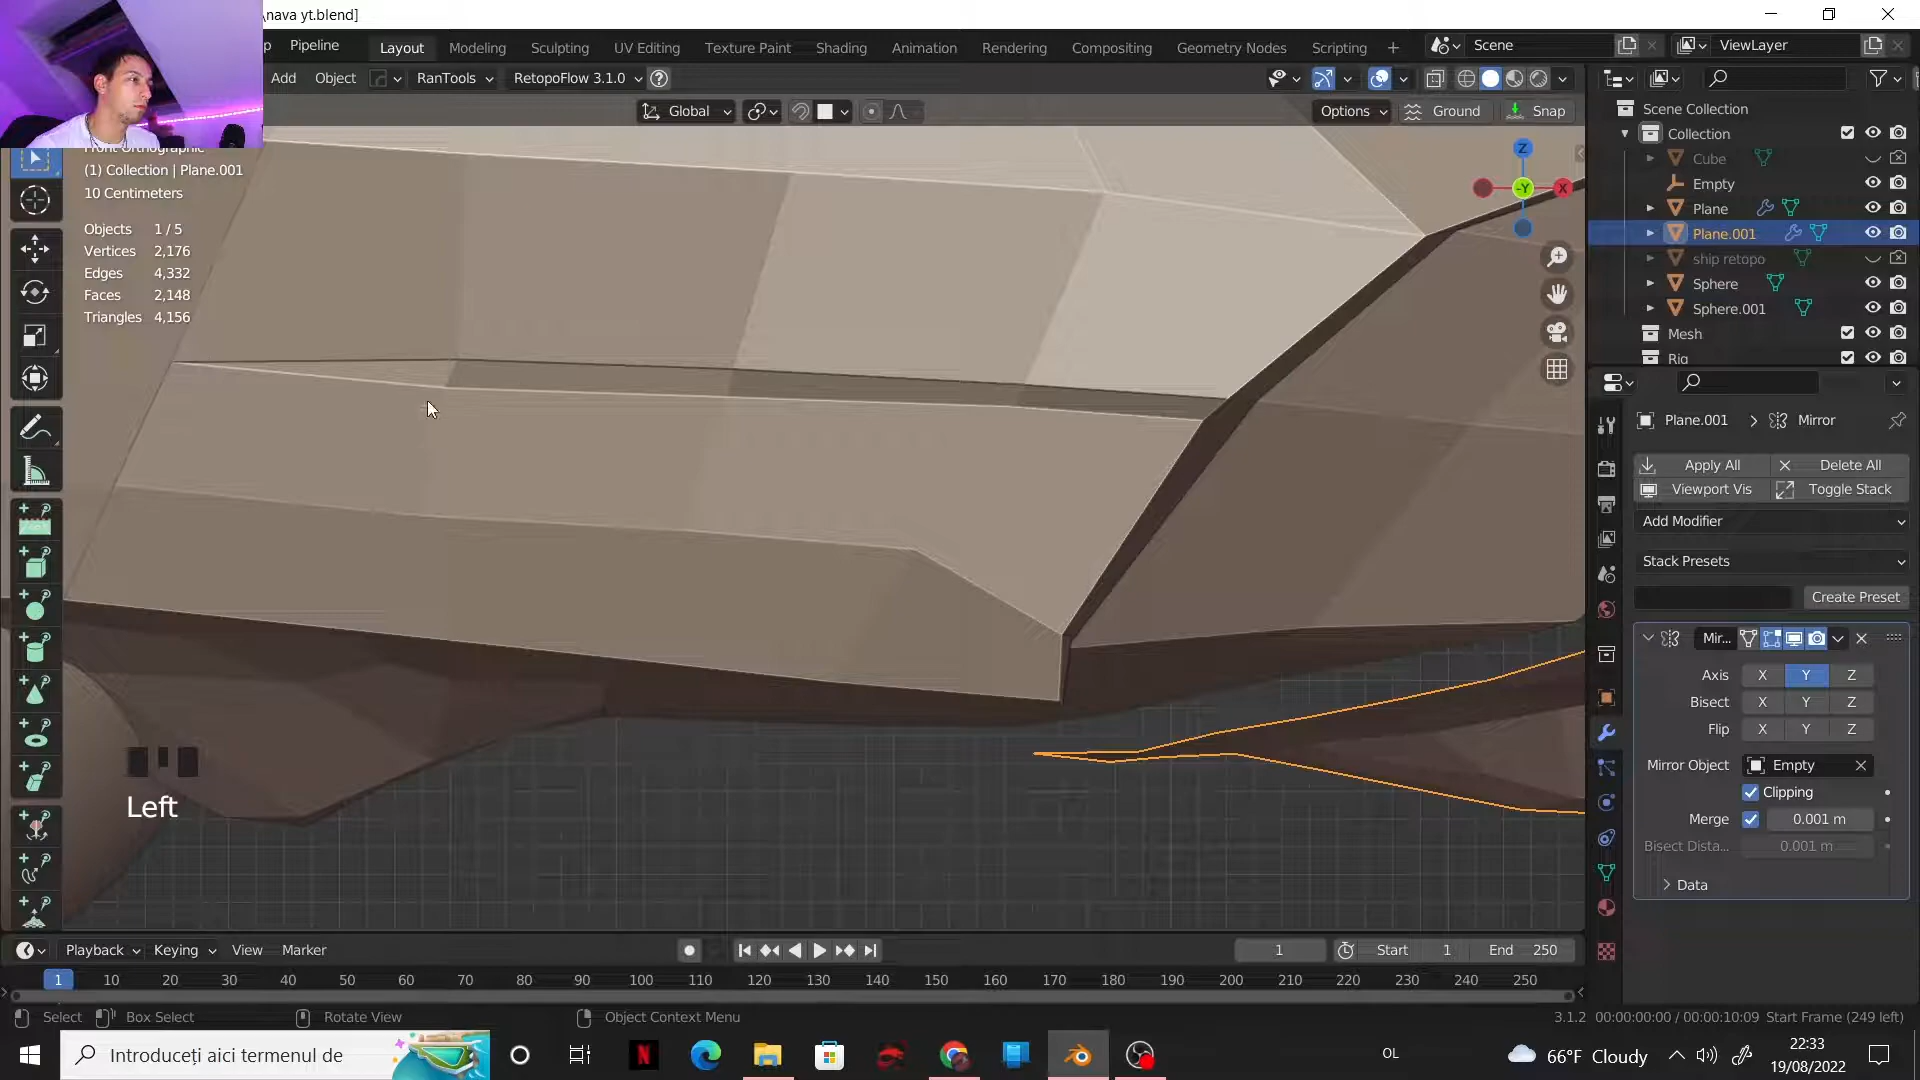 \nava yt.blend]
p Pipeline Layout Modeling Sculpting UV Editing Texture Paint Shading Animation Rendering Compositing Geometry Nodes Scripting + Scene ViewLayer
Add Object RanTools RetopoFlow 3.1.0
Global Options Ground Snap
Front Orthographic
(1) Collection | Plane.001
10 Centimeters
Objects 1 / 5
Vertices 2,176
Edges 4,332
Faces 2,148
Triangles 4,156
Z
-Y
X
Left
Scene Collection
Collection
Cube
Empty
Plane
Plane.001
ship retopo
Sphere
Sphere.001
Mesh
Rig
Plane.001 > Mirror
Apply All Delete All
Viewport Vis Toggle Stack
Add Modifier
Stack Presets
Create Preset
Mir...
Axis X Y Z
Bisect X Y Z
Flip X Y Z
Mirror Object Empty
Clipping
Merge 0.001 m
Bisect Dista... 0.001 m
Data
Playback Keying View Marker 1 Start 1 End 250
1 10 20 30 40 50 60 70 80 90 100 110 120 130 140 150 160 170 180 190 200 210 220 230 240 250
Select Box Select Rotate View Object Context Menu 3.1.2 00:00:00:00 / 00:00:10:09 Start Frame (249 left)
Introduceți aici termenul de OL 66°F Cloudy 22:33
19/08/2022